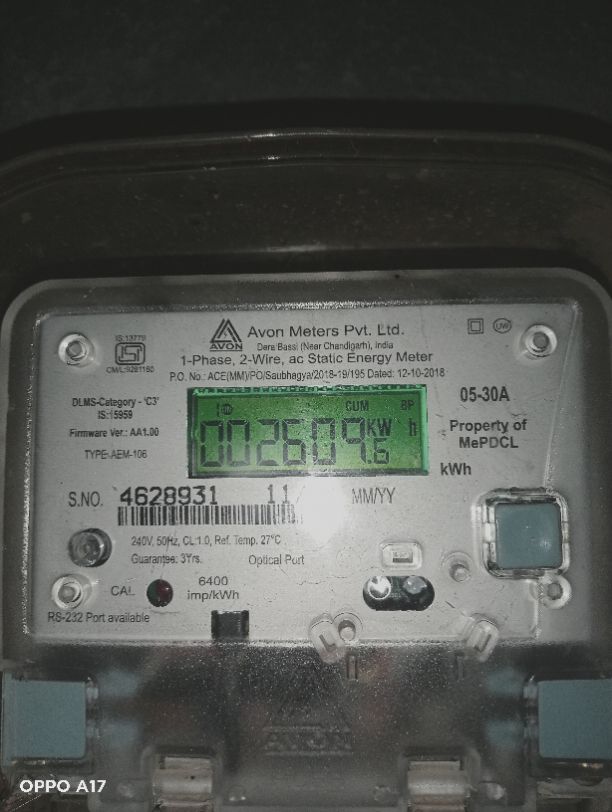 IS:13779
CM/L:9281160
AVON
Avon Meters Pvt. Ltd.
Dera Bassi (Near Chandigarh), India
1-Phase, 2-Wire, ac Static Energy Meter
P.O. No.: ACE(MM)/PO/Saubhagya/2018-19/195 Dated: 12-10-2018
DLMS-Category - 'C3'
IS:15959
Firmware Ver.: AA1.00
TYPE:-AEM-106
CUM BP
002609.6 kWh
05-30A
Property of
MePDCL
kWh
S.NO. 4628931 11
MM/YY
240V, 50Hz, CL:1.0, Ref. Temp. 27°C
Guarantee: 3Yrs. Optical Port
CAL 6400
imp/kWh
RS-232 Port available
AVON
OPPO A17